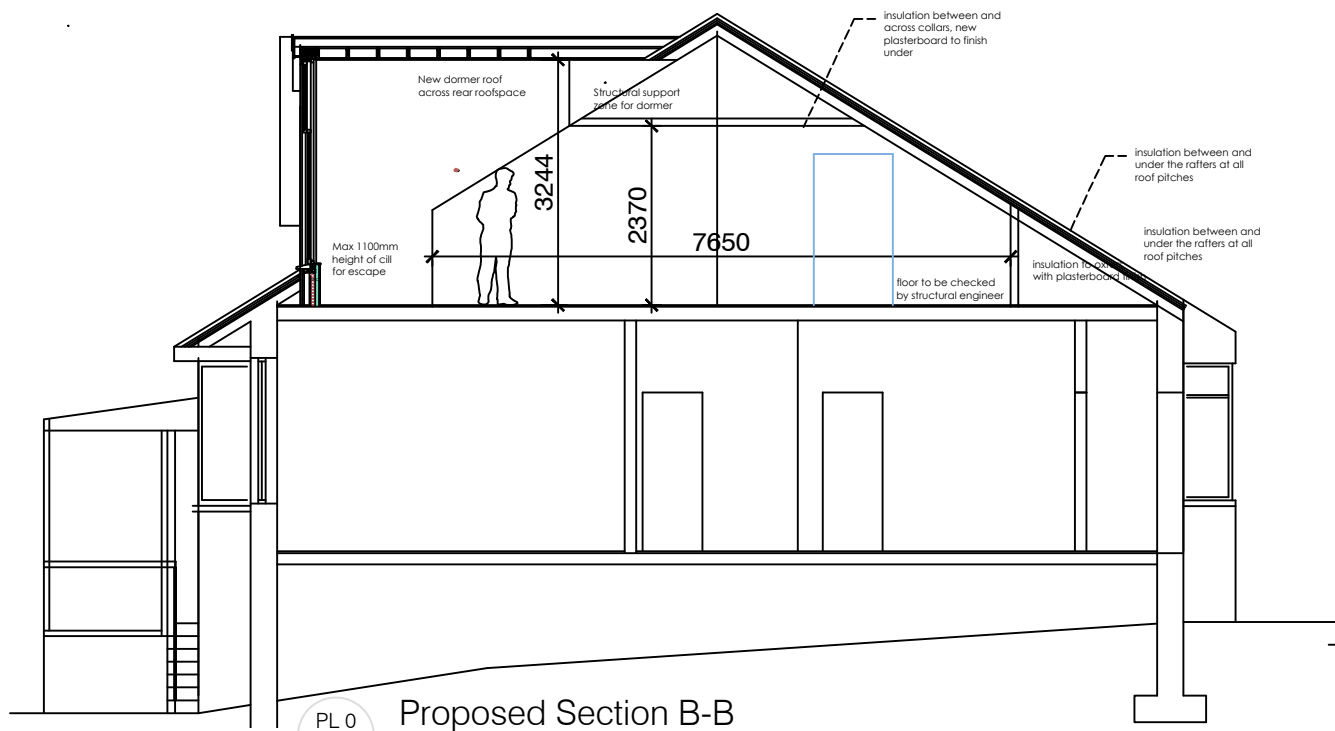 insulation between and
across collars, new
plasterboard to finish
under
New dormer roof
across rear roofspace
Structural support
zone for dormer
insulation between and
under the rafters at all
roof pitches
3244
2370
7650
Max 1100mm
height of cill
for escape
insulation between and
under the rafters at all
roof pitches
insulation to
with plasterboard
floor to be checked
by structural engineer
PL 0
Proposed Section B-B